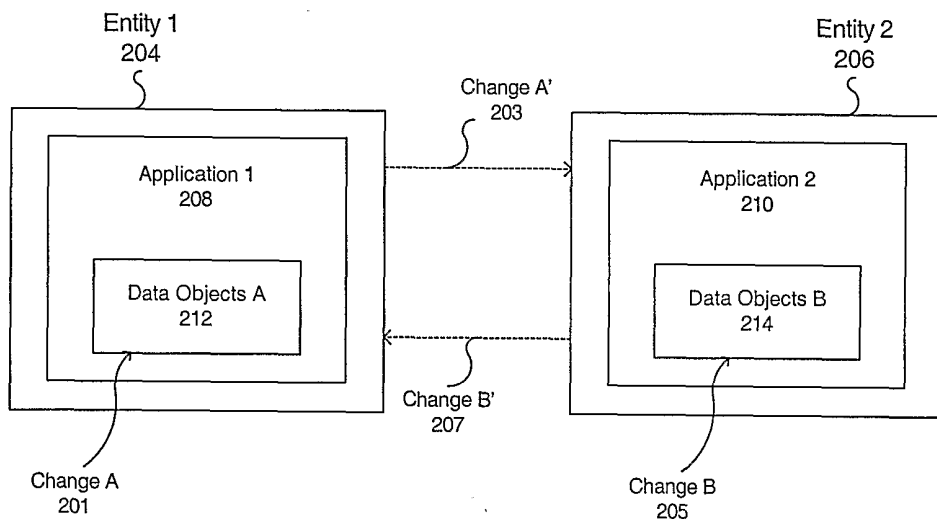 Entity 1
204
Entity 2
206
Change A'
203
Application 1
208
Application 2
210
Data Objects A
212
Data Objects B
214
Change B'
207
Change A
201
Change B
205